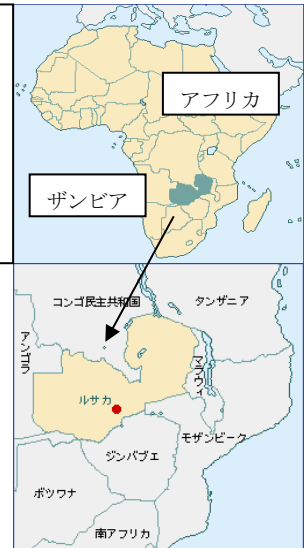 アフリカ
ザンビア
コンゴ民主共和国
タンザニア
アンゴラ
マラウィ
ルサカ
モザンビーク
ジンバブエ
ボツワナ
南アフリカ